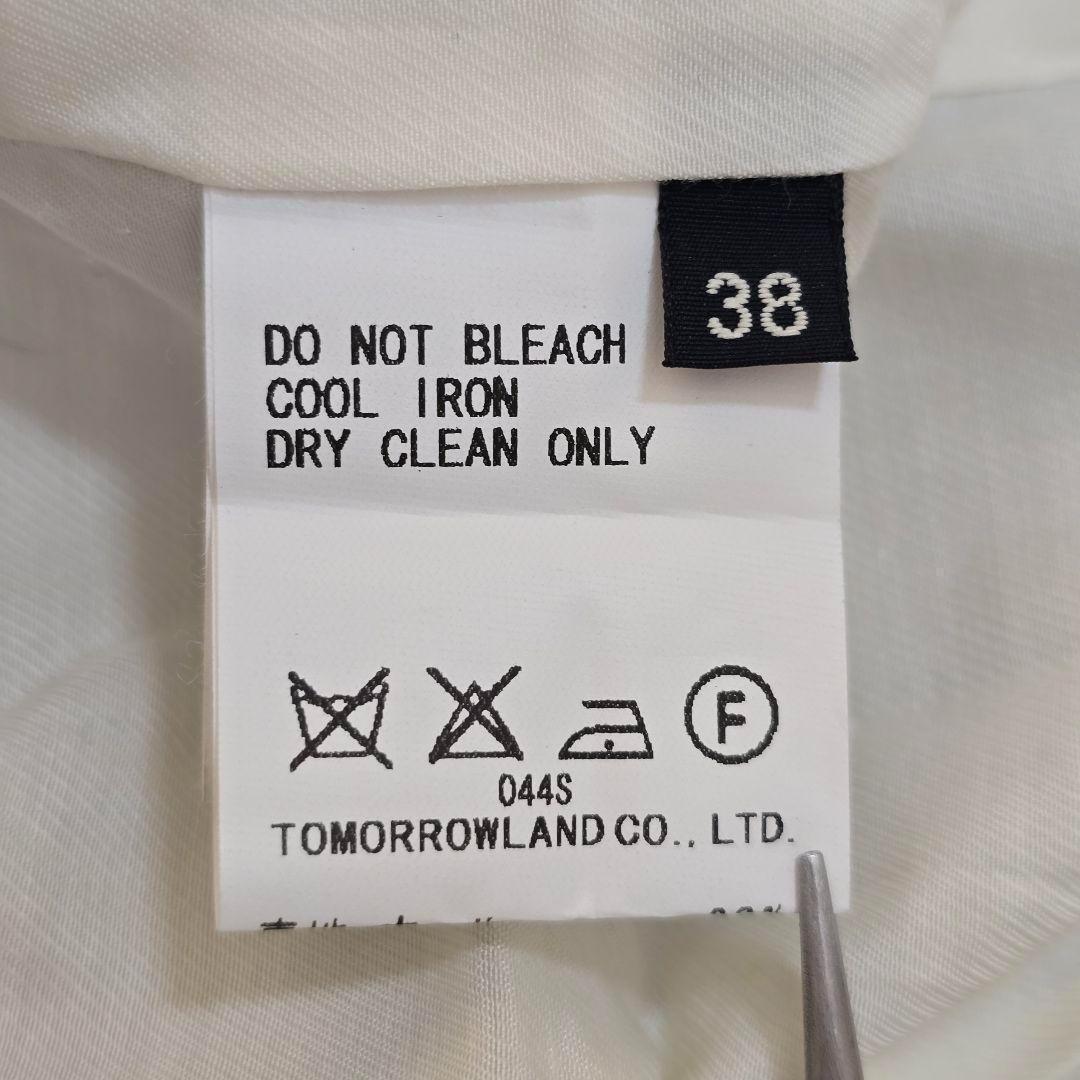 38
DO NOT BLEACH
COOL IRON
DRY CLEAN ONLY
F
044S
TOMORROWLAND CO., LTD.